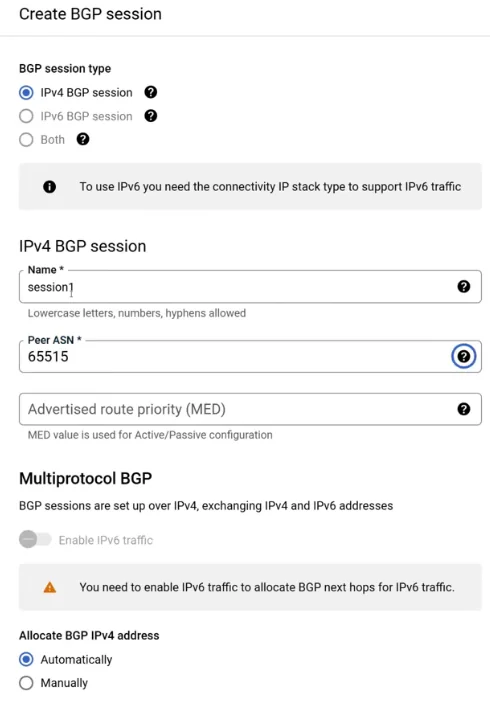 Create BGP session
BGP session type
IPv4 BGP session
IPv6 BGP session
Both
To use IPv6 you need the connectivity IP stack type to support IPv6 traffic
IPv4 BGP session
Name *
session1
Lowercase letters, numbers, hyphens allowed
Peer ASN *
65515
Advertised route priority (MED)
MED value is used for Active/Passive configuration
Multiprotocol BGP
BGP sessions are set up over IPv4, exchanging IPv4 and IPv6 addresses
Enable IPv6 traffic
You need to enable IPv6 traffic to allocate BGP next hops for IPv6 traffic.
Allocate BGP IPv4 address
Automatically
Manually